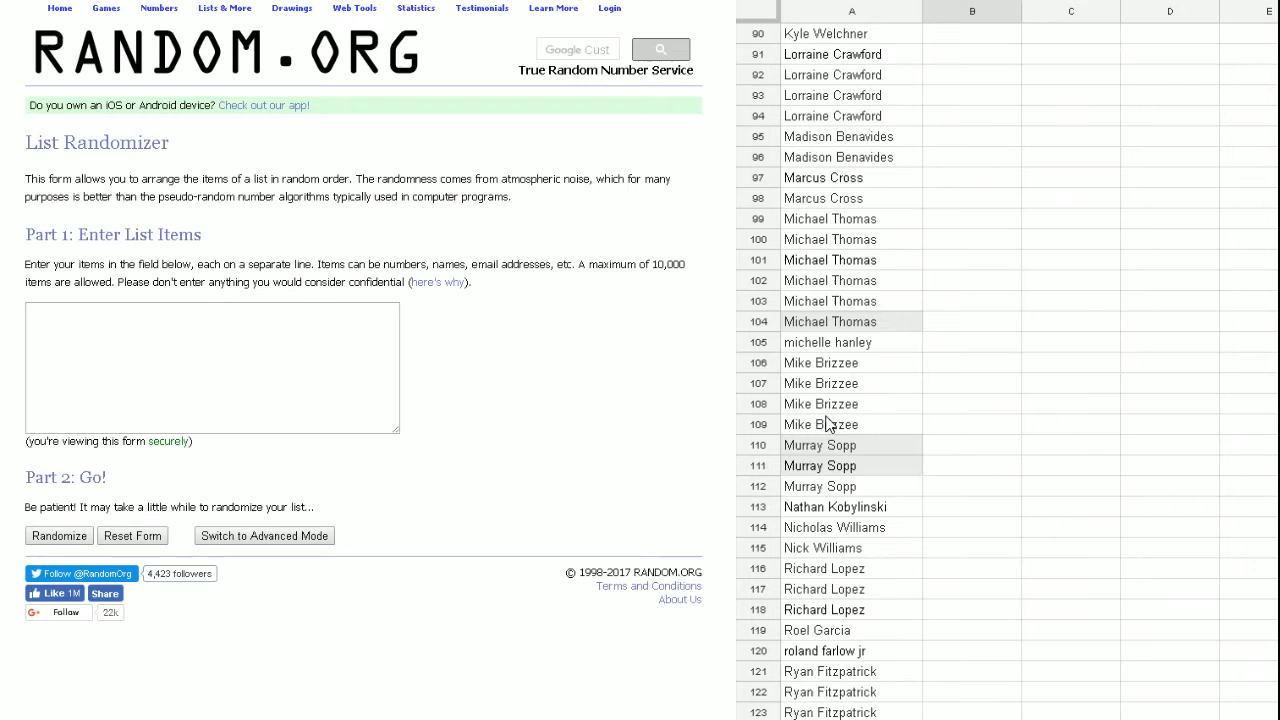 Home Games Numbers Lists & More Drawings Web Tools Statistics Testimonials Learn More Login
RANDOM.ORG
Google Cust
True Random Number Service
Do you own an iOS or Android device? Check out our app!
List Randomizer
This form allows you to arrange the items of a list in random order. The randomness comes from atmospheric noise, which for many
purposes is better than the pseudo-random number algorithms typically used in computer programs.
Part 1: Enter List Items
Enter your items in the field below, each on a separate line. Items can be numbers, names, email addresses, etc. A maximum of 10,000
items are allowed. Please don't enter anything you would consider confidential (here's why).
(you're viewing this form securely)
Part 2: Go!
Be patient! It may take a little while to randomize your list...
Randomize Reset Form Switch to Advanced Mode
Follow @RandomOrg 4,423 followers
Like 1M Share
Follow 22k
© 1998-2017 RANDOM.ORG
Terms and Conditions
About Us
A B C D E
90 Kyle Welchner
91 Lorraine Crawford
92 Lorraine Crawford
93 Lorraine Crawford
94 Lorraine Crawford
95 Madison Benavides
96 Madison Benavides
97 Marcus Cross
98 Marcus Cross
99 Michael Thomas
100 Michael Thomas
101 Michael Thomas
102 Michael Thomas
103 Michael Thomas
104 Michael Thomas
105 michelle hanley
106 Mike Brizzee
107 Mike Brizzee
108 Mike Brizzee
109 Mike Brizzee
110 Murray Sopp
111 Murray Sopp
112 Murray Sopp
113 Nathan Kobylinski
114 Nicholas Williams
115 Nick Williams
116 Richard Lopez
117 Richard Lopez
118 Richard Lopez
119 Roel Garcia
120 roland farlow jr
121 Ryan Fitzpatrick
122 Ryan Fitzpatrick
123 Ryan Fitzpatrick